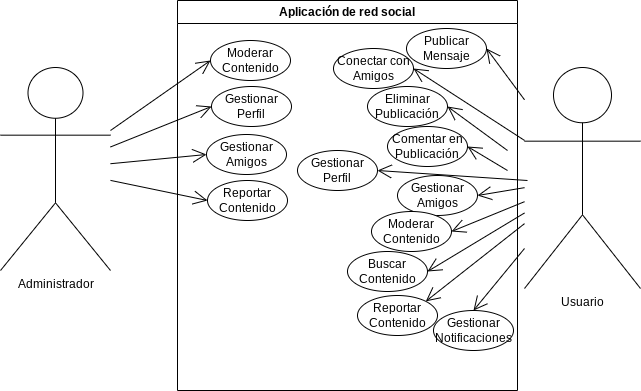 Aplicación de red social
Moderar
Contenido
Gestionar
Perfil
Gestionar
Amigos
Reportar
Contenido
Publicar
Mensaje
Conectar con
Amigos
Eliminar
Publicación
Comentar en
Publicación
Gestionar
Perfil
Gestionar
Amigos
Moderar
Contenido
Buscar
Contenido
Reportar
Contenido
Gestionar
Notificaciones
Administrador
Usuario